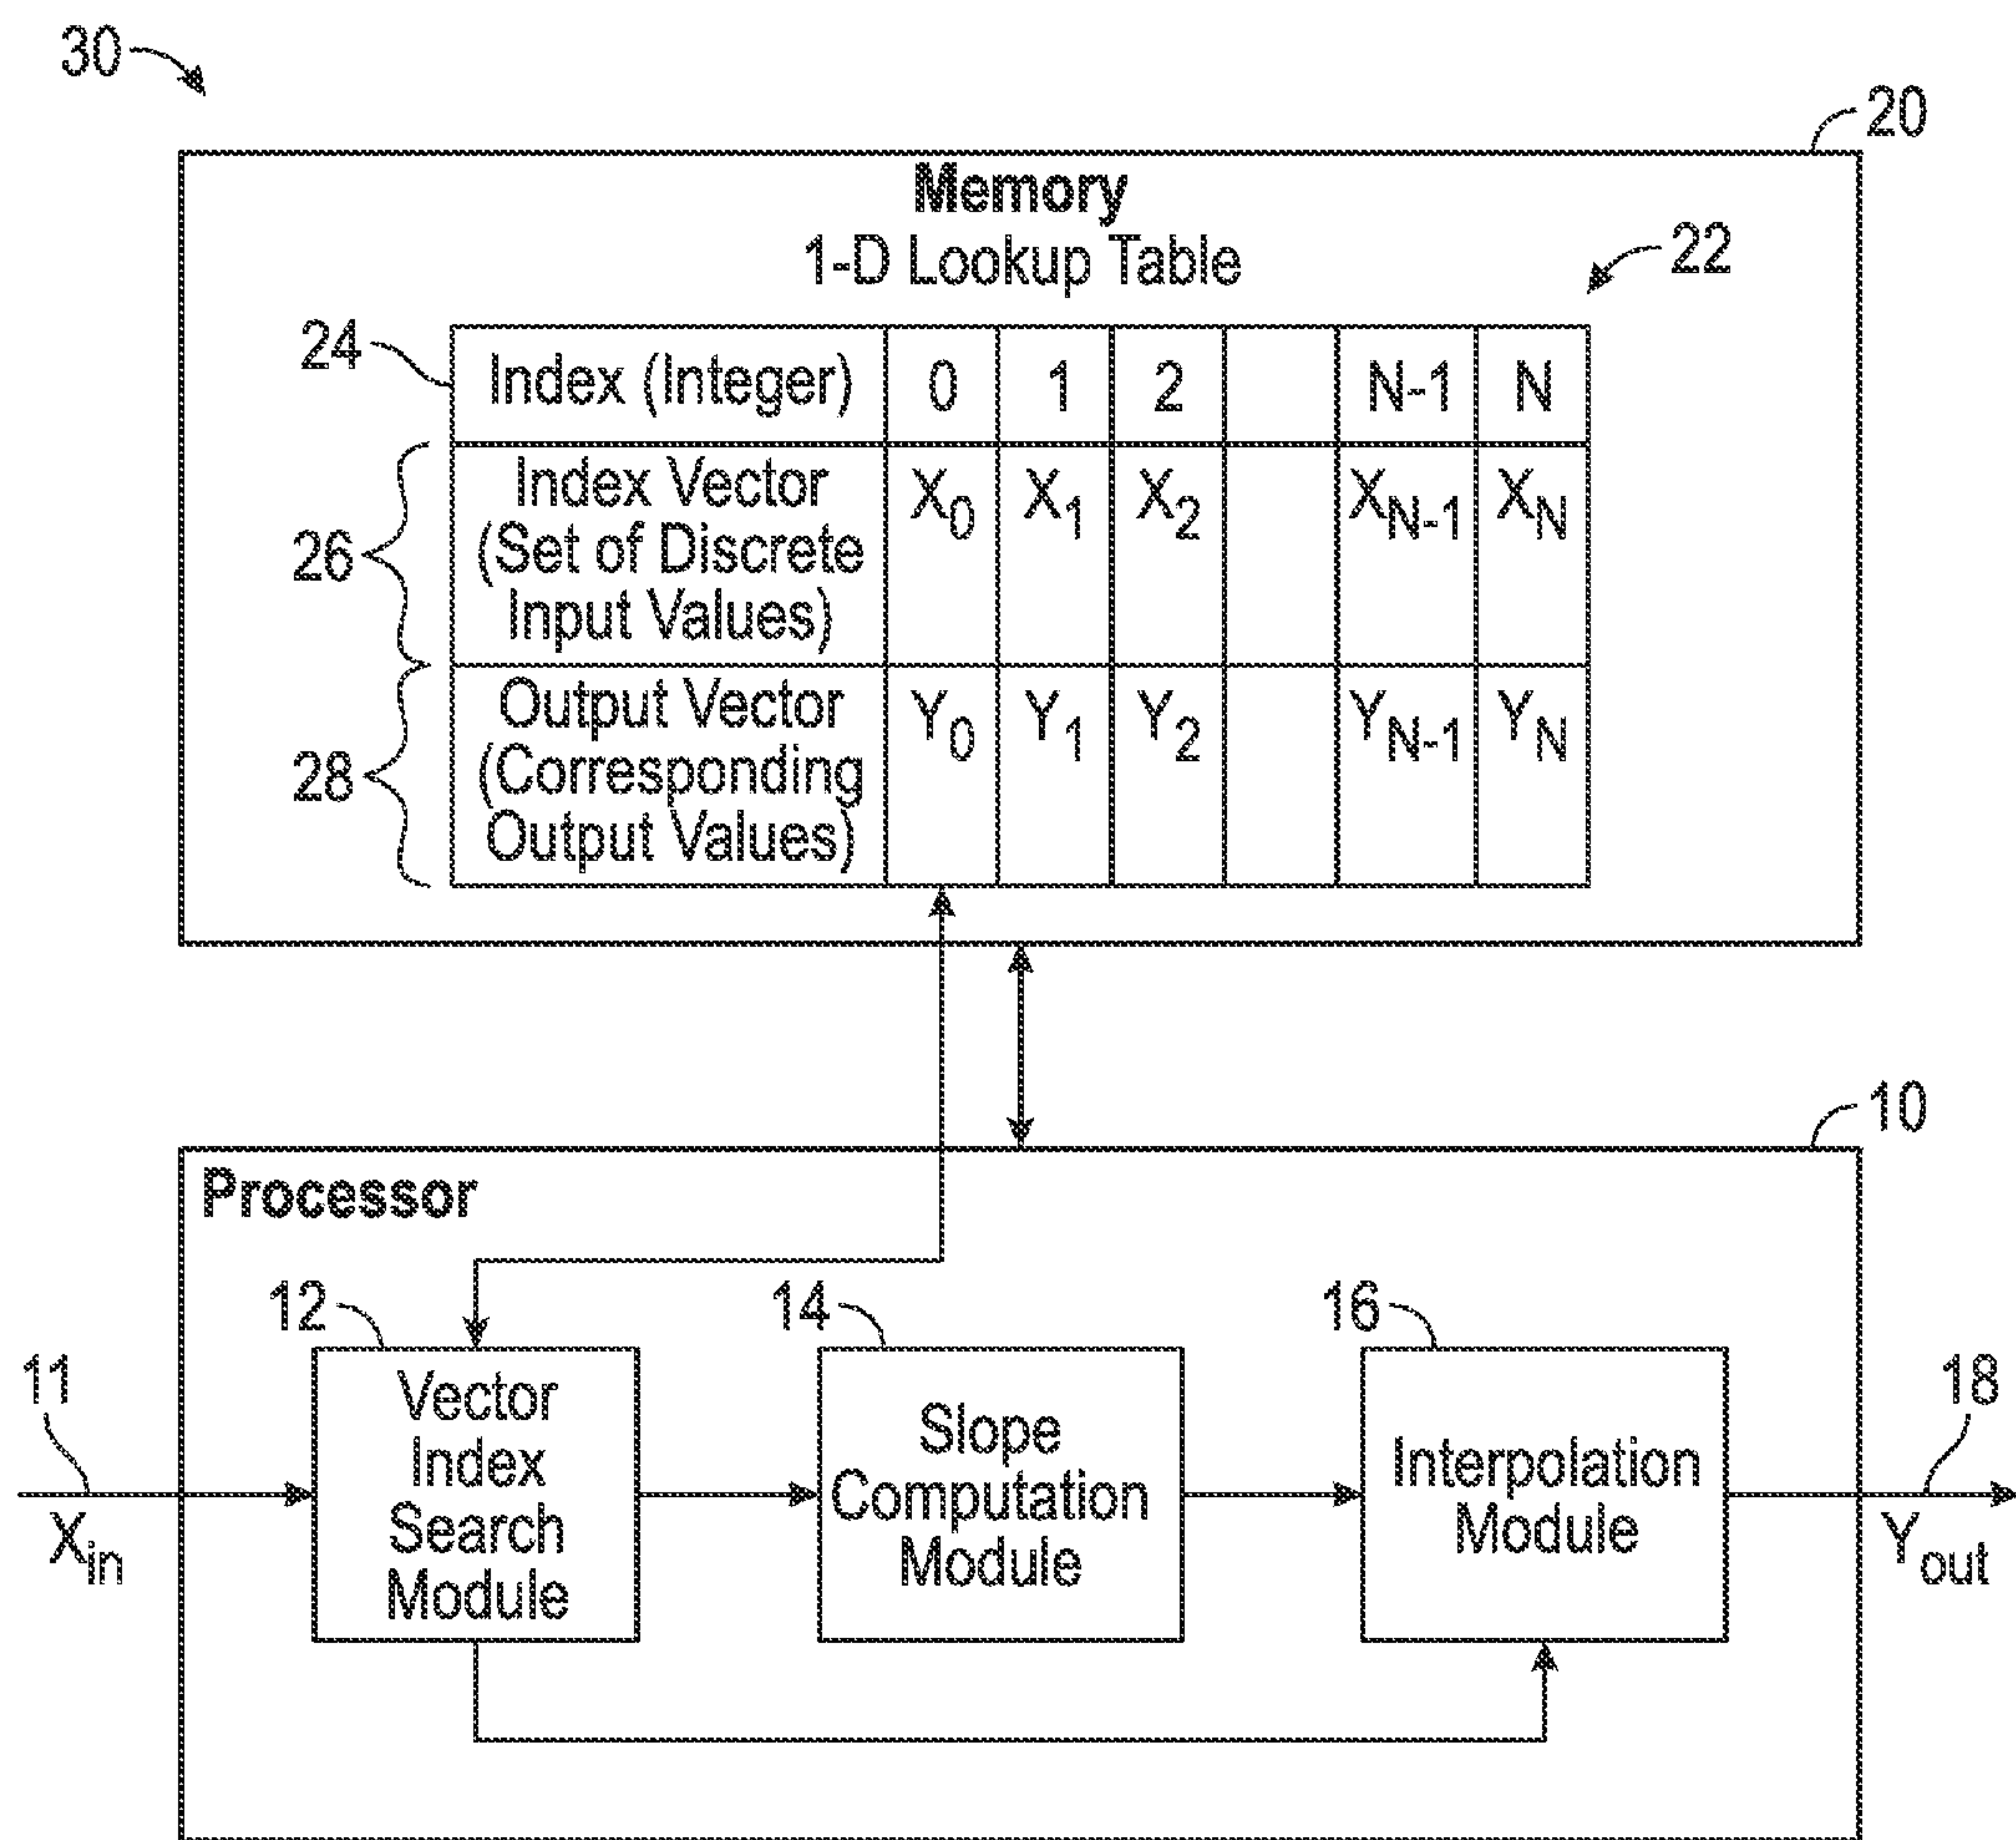 30
20
Memory
1-D Lookup Table
22
24
Index (Integer) 0 1 2 N-1 N
26
Index Vector
(Set of Discrete
Input Values)
X0 X1 X2 XN-1 XN
28
Output Vector
(Corresponding
Output Values)
Y0 Y1 Y2 YN-1 YN
10
Processor
12
14
16
11
18
Xin
Vector
Index
Search
Module
Slope
Computation
Module
Interpolation
Module
Yout